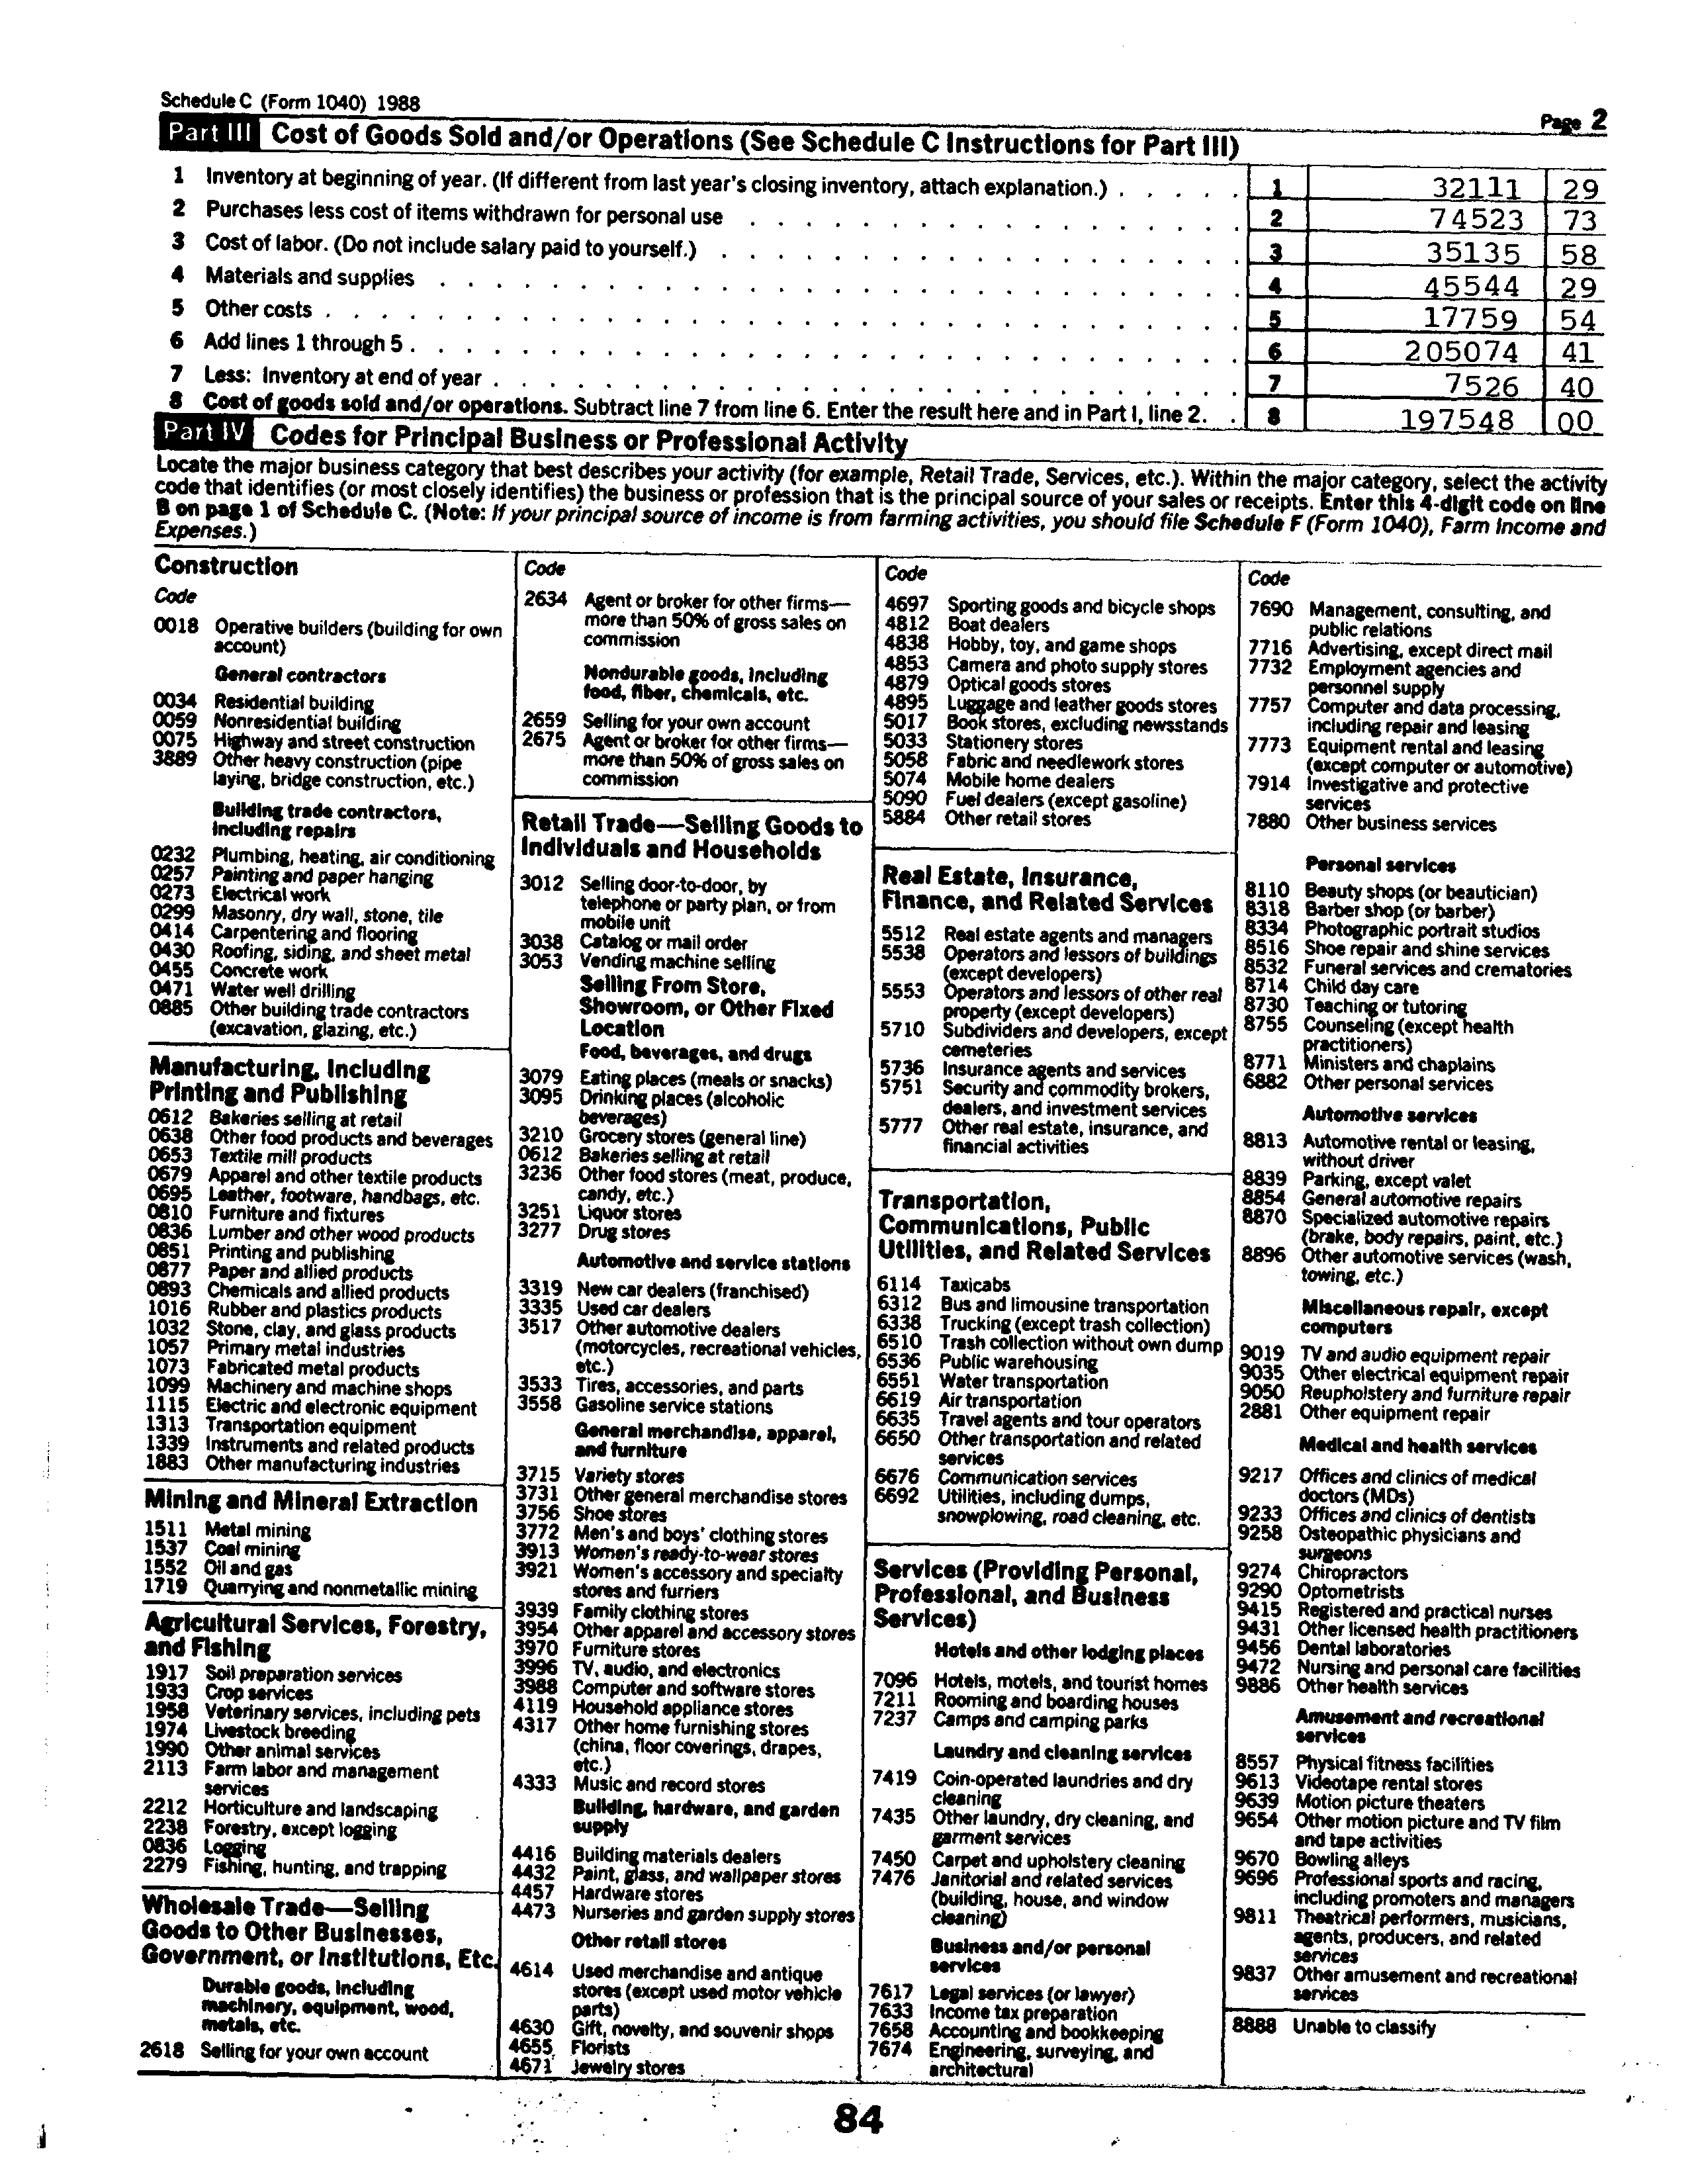 Schedule C (Form 1040) 1988
Page 2
Part III Cost of Goods Sold and/or Operations (See Schedule C Instructions for Part III)
1 Inventory at beginning of year. (If different from last year's closing inventory, attach explanation.) . . . . . 1 32111 29
2 Purchases less cost of items withdrawn for personal use . . . . . . . . . . . . . . . . . . 2 74523 73
3 Cost of labor. (Do not include salary paid to yourself.) . . . . . . . . . . . . . . . . . . . 3 35135 58
4 Materials and supplies . . . . . . . . . . . . . . . . . . . . . . . . . . . . . 4 45544 29
5 Other costs . . . . . . . . . . . . . . . . . . . . . . . . . . . . . . . . . 5 17759 54
6 Add lines 1 through 5 . . . . . . . . . . . . . . . . . . . . . . . . . . . . . . 6 205074 41
7 Less: Inventory at end of year . . . . . . . . . . . . . . . . . . . . . . . . . . . 7 7526 40
8 Cost of goods sold and/or operations. Subtract line 7 from line 6. Enter the result here and in Part I, line 2. . 8 197548 00
Part IV Codes for Principal Business or Professional Activity
Locate the major business category that best describes your activity (for example, Retail Trade, Services, etc.). Within the major category, select the activity
code that identifies (or most closely identifies) the business or profession that is the principal source of your sales or receipts. Enter this 4-digit code on line
B on page 1 of Schedule C. (Note: If your principal source of income is from farming activities, you should file Schedule F (Form 1040), Farm Income and
Expenses.)
Construction
Code
0018 Operative builders (building for own
account)
General contractors
0034 Residential building
0059 Nonresidential building
0075 Highway and street construction
3889 Other heavy construction (pipe
laying, bridge construction, etc.)
Building trade contractors,
including repairs
0232 Plumbing, heating, air conditioning
0257 Painting and paper hanging
0273 Electrical work
0299 Masonry, dry wall, stone, tile
0414 Carpentering and flooring
0430 Roofing, siding, and sheet metal
0455 Concrete work
0471 Water well drilling
0885 Other building trade contractors
(excavation, glazing, etc.)
Manufacturing, Including
Printing and Publishing
0612 Bakeries selling at retail
0638 Other food products and beverages
0653 Textile mill products
0679 Apparel and other textile products
0695 Leather, footware, handbags, etc.
0810 Furniture and fixtures
0836 Lumber and other wood products
0851 Printing and publishing
0877 Paper and allied products
0893 Chemicals and allied products
1016 Rubber and plastics products
1032 Stone, clay, and glass products
1057 Primary metal industries
1073 Fabricated metal products
1099 Machinery and machine shops
1115 Electric and electronic equipment
1313 Transportation equipment
1339 Instruments and related products
1883 Other manufacturing industries
Mining and Mineral Extraction
1511 Metal mining
1537 Coal mining
1552 Oil and gas
1719 Quarrying and nonmetallic mining
Agricultural Services, Forestry,
and Fishing
1917 Soil preparation services
1933 Crop services
1958 Veterinary services, including pets
1974 Livestock breeding
1990 Other animal services
2113 Farm labor and management
services
2212 Horticulture and landscaping
2238 Forestry, except logging
0836 Logging
2279 Fishing, hunting, and trapping
Wholesale Trade—Selling
Goods to Other Businesses,
Government, or Institutions, Etc.
Durable goods, including
machinery, equipment, wood,
metals, etc.
2618 Selling for your own account
Code
2634 Agent or broker for other firms—
more than 50% of gross sales on
commission
Nondurable goods, including
food, fiber, chemicals, etc.
2659 Selling for your own account
2675 Agent or broker for other firms—
more than 50% of gross sales on
commission
Retail Trade—Selling Goods to
Individuals and Households
3012 Selling door-to-door, by
telephone or party plan, or from
mobile unit
3038 Catalog or mail order
3053 Vending machine selling
Selling From Store,
Showroom, or Other Fixed
Location
Food, beverages, and drugs
3079 Eating places (meals or snacks)
3095 Drinking places (alcoholic
beverages)
3210 Grocery stores (general line)
0612 Bakeries selling at retail
3236 Other food stores (meat, produce,
candy, etc.)
3251 Liquor stores
3277 Drug stores
Automotive and service stations
3319 New car dealers (franchised)
3335 Used car dealers
3517 Other automotive dealers
(motorcycles, recreational vehicles,
etc.)
3533 Tires, accessories, and parts
3558 Gasoline service stations
General merchandise, apparel,
and furniture
3715 Variety stores
3731 Other general merchandise stores
3756 Shoe stores
3772 Men's and boys' clothing stores
3913 Women's ready-to-wear stores
3921 Women's accessory and specialty
stores and furriers
3939 Family clothing stores
3954 Other apparel and accessory stores
3970 Furniture stores
3996 TV, audio, and electronics
3988 Computer and software stores
4119 Household appliance stores
4317 Other home furnishing stores
(china, floor coverings, drapes,
etc.)
4333 Music and record stores
Building, hardware, and garden
supply
4416 Building materials dealers
4432 Paint, glass, and wallpaper stores
4457 Hardware stores
4473 Nurseries and garden supply stores
Other retail stores
4614 Used merchandise and antique
stores (except used motor vehicle
parts)
4630 Gift, novelty, and souvenir shops
4655 Florists
4671 Jewelry stores
Code
4697 Sporting goods and bicycle shops
4812 Boat dealers
4838 Hobby, toy, and game shops
4853 Camera and photo supply stores
4879 Optical goods stores
4895 Luggage and leather goods stores
5017 Book stores, excluding newsstands
5033 Stationery stores
5058 Fabric and needlework stores
5074 Mobile home dealers
5090 Fuel dealers (except gasoline)
5884 Other retail stores
Real Estate, Insurance,
Finance, and Related Services
5512 Real estate agents and managers
5538 Operators and lessors of buildings
(except developers)
5553 Operators and lessors of other real
property (except developers)
5710 Subdividers and developers, except
cemeteries
5736 Insurance agents and services
5751 Security and commodity brokers,
dealers, and investment services
5777 Other real estate, insurance, and
financial activities
Transportation,
Communications, Public
Utilities, and Related Services
6114 Taxicabs
6312 Bus and limousine transportation
6338 Trucking (except trash collection)
6510 Trash collection without own dump
6536 Public warehousing
6551 Water transportation
6619 Air transportation
6635 Travel agents and tour operators
6650 Other transportation and related
services
6676 Communication services
6692 Utilities, including dumps,
snowplowing, road cleaning, etc.
Services (Providing Personal,
Professional, and Business
Services)
Hotels and other lodging places
7096 Hotels, motels, and tourist homes
7211 Rooming and boarding houses
7237 Camps and camping parks
Laundry and cleaning services
7419 Coin-operated laundries and dry
cleaning
7435 Other laundry, dry cleaning, and
garment services
7450 Carpet and upholstery cleaning
7476 Janitorial and related services
(building, house, and window
cleaning)
Business and/or personal
services
7617 Legal services (or lawyer)
7633 Income tax preparation
7658 Accounting and bookkeeping
7674 Engineering, surveying, and
architectural
Code
7690 Management, consulting, and
public relations
7716 Advertising, except direct mail
7732 Employment agencies and
personnel supply
7757 Computer and data processing,
including repair and leasing
7773 Equipment rental and leasing
(except computer or automotive)
7914 Investigative and protective
services
7880 Other business services
Personal services
8110 Beauty shops (or beautician)
8318 Barber shop (or barber)
8334 Photographic portrait studios
8516 Shoe repair and shine services
8532 Funeral services and crematories
8714 Child day care
8730 Teaching or tutoring
8755 Counseling (except health
practitioners)
8771 Ministers and chaplains
6882 Other personal services
Automotive services
8813 Automotive rental or leasing,
without driver
8839 Parking, except valet
8854 General automotive repairs
8870 Specialized automotive repairs
(brake, body repairs, paint, etc.)
8896 Other automotive services (wash,
towing, etc.)
Miscellaneous repair, except
computers
9019 TV and audio equipment repair
9035 Other electrical equipment repair
9050 Reupholstery and furniture repair
2881 Other equipment repair
Medical and health services
9217 Offices and clinics of medical
doctors (MDs)
9233 Offices and clinics of dentists
9258 Osteopathic physicians and
surgeons
9274 Chiropractors
9290 Optometrists
9415 Registered and practical nurses
9431 Other licensed health practitioners
9456 Dental laboratories
9472 Nursing and personal care facilities
9886 Other health services
Amusement and recreational
services
8557 Physical fitness facilities
9613 Videotape rental stores
9639 Motion picture theaters
9654 Other motion picture and TV film
and tape activities
9670 Bowling alleys
9696 Professional sports and racing,
including promoters and managers
9811 Theatrical performers, musicians,
agents, producers, and related
services
9837 Other amusement and recreational
services
8888 Unable to classify
84